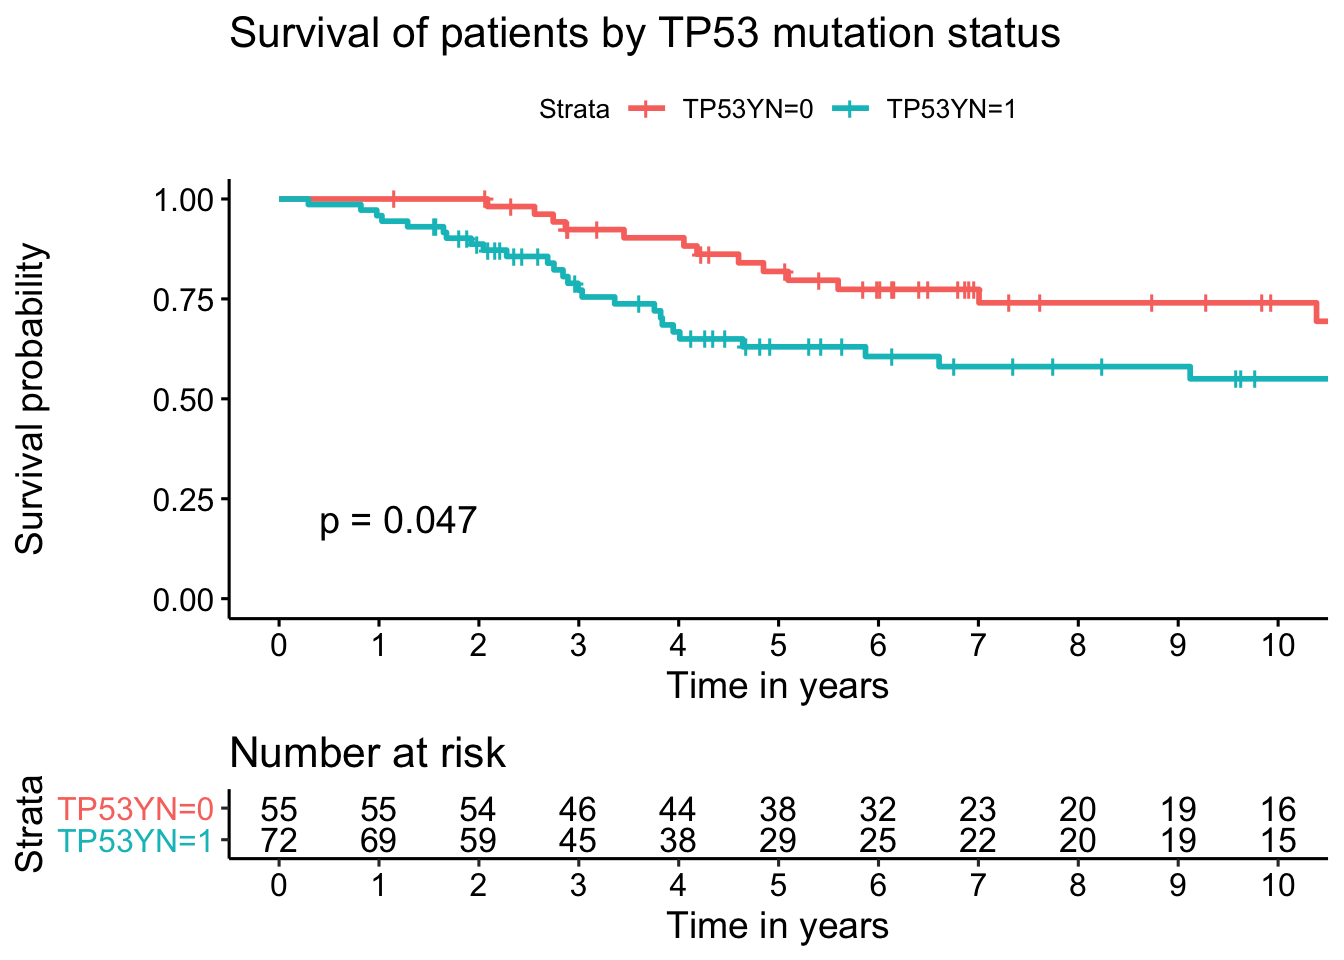 Survival of patients by TP53 mutation status
Strata TP53YN=0 TP53YN=1
Survival probability
1.00
0.75
0.50
0.25
0.00
p = 0.047
0 1 2 3 4 5 6 7 8 9 10
Time in years
Number at risk
Strata
TP53YN=0 55 55 54 46 44 38 32 23 20 19 16
TP53YN=1 72 69 59 45 38 29 25 22 20 19 15
0 1 2 3 4 5 6 7 8 9 10
Time in years